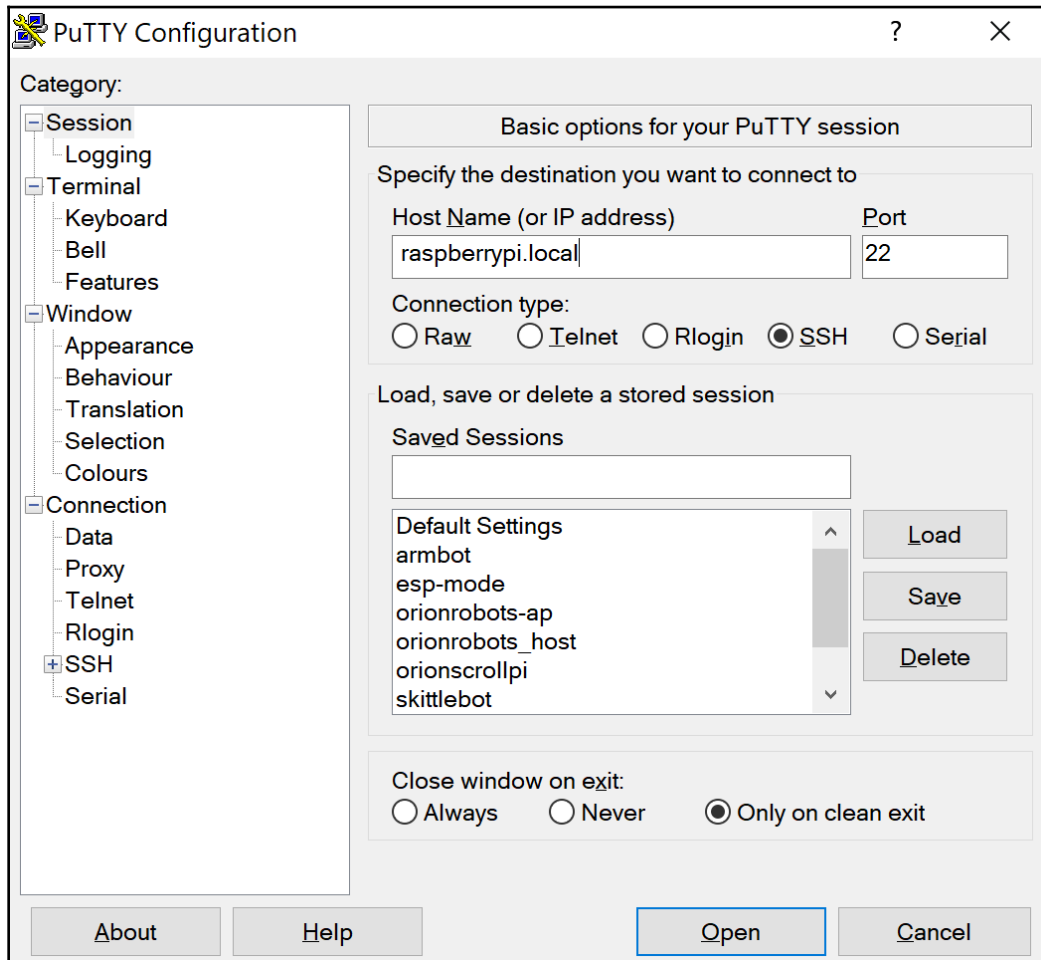 PuTTY Configuration ?
Category:
Session
Logging
Terminal
Keyboard
Bell
Features
Window
Appearance
Behaviour
Translation
Selection
Colours
Connection
Data
Proxy
Telnet
Rlogin
SSH
Serial
Basic options for your PuTTY session
Specify the destination you want to connect to
Host Name (or IP address) Port
raspberrypi.local 22
Connection type:
Raw Telnet Rlogin SSH Serial
Load, save or delete a stored session
Saved Sessions
Default Settings
armbot
esp-mode
orionrobots-ap
orionrobots_host
orionscrollpi
skittlebot
Load
Save
Delete
Close window on exit:
Always Never Only on clean exit
About Help Open Cancel